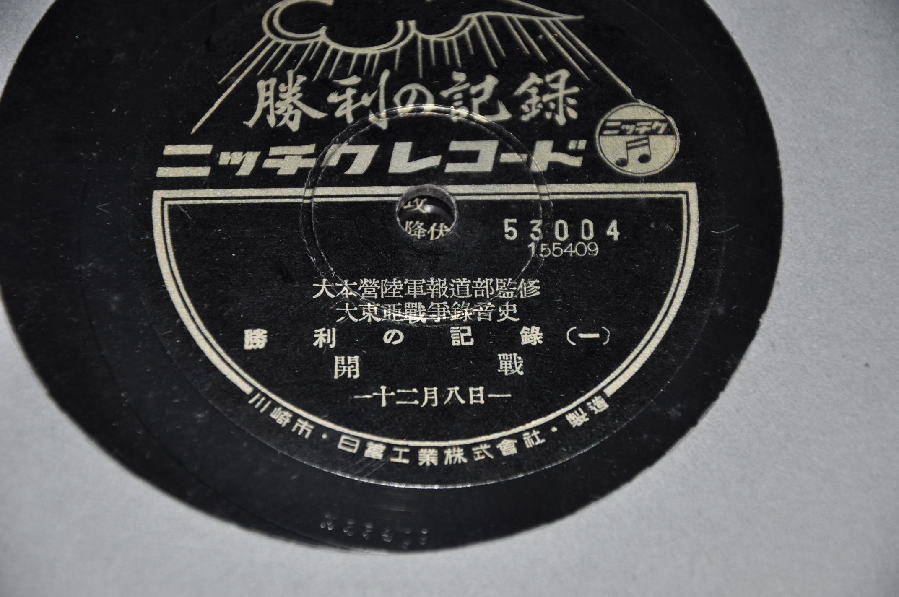 勝利の記録
ニッチクレコード
ニッチク
攻
降伏
53004
155409
大本營陸軍報道部監修
大東亜戰爭錄音史
勝利の記錄(一)
開戰
—十二月八日—
川崎市・日蓄工業株式會社・製造